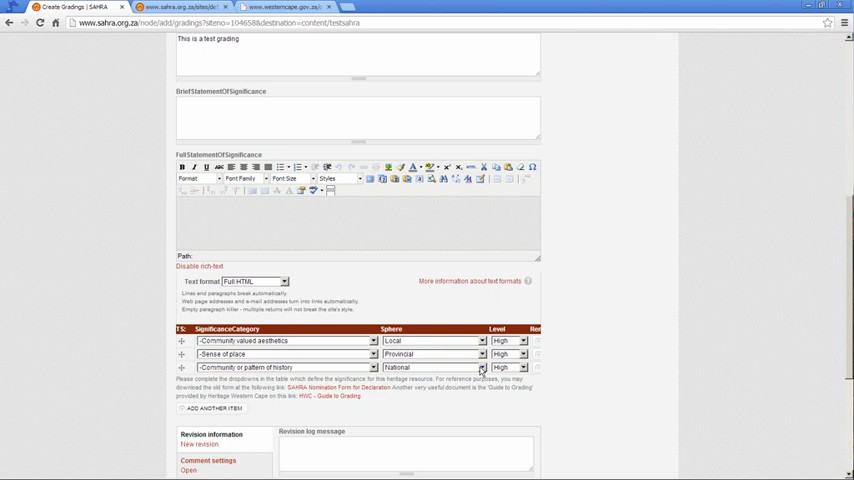 Create Gradings | SAHRA
www.sahra.org.za/sites/de
www.westerncape.gov.za/
www.sahra.org.za/node/add/gradings?siteno=104658&destination=content/testsahra
This is a test grading
BriefStatementOfSignificance
FullStatementOfSignificance
B I U ABC
Format Font Family Font Size Styles
Path:
Disable rich-text
Text format Full HTML
More information about text formats
Lines and paragraphs break automatically.
Web page addresses and e-mail addresses turn into links automatically.
Empty paragraph killer - multiple returns will not break the site's style.
TS: SignificanceCategory Sphere Level Rer
-Community valued aesthetics Local High
-Sense of place Provincial High
-Community or pattern of history National High
Please complete the dropdowns in the table which define the significance for this heritage resource. For reference purposes, you may
download the old form at the following link: SAHRA Nomination Form for Declaration Another very useful document is the 'Guide to Grading'
provided by Heritage Western Cape on this link: HWC - Guide to Grading
ADD ANOTHER ITEM
Revision information
New revision
Revision log message
Comment settings
Open